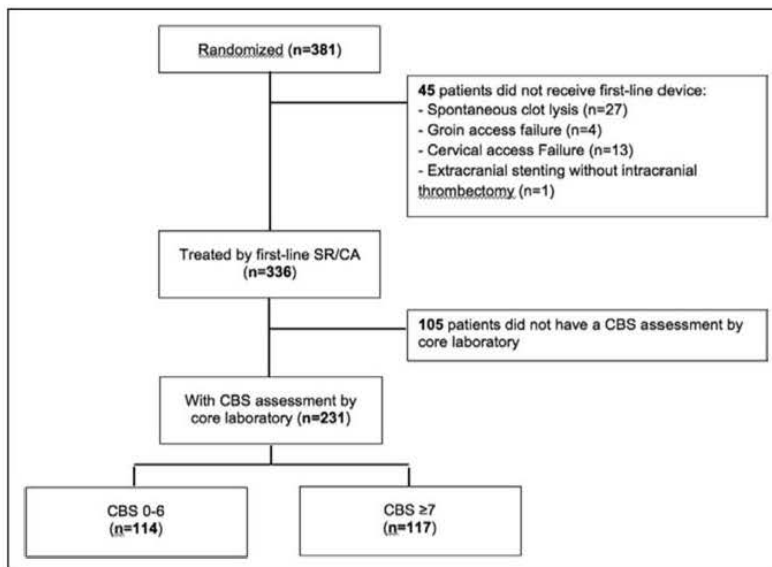 Randomized (n=381)
45 patients did not receive first-line device:
- Spontaneous clot lysis (n=27)
- Groin access failure (n=4)
- Cervical access Failure (n=13)
- Extracranial stenting without intracranial
thrombectomy (n=1)
Treated by first-line SR/CA
(n=336)
105 patients did not have a CBS assessment by
core laboratory
With CBS assessment by
core laboratory (n=231)
CBS 0-6
(n=114)
CBS ≥7
(n=117)